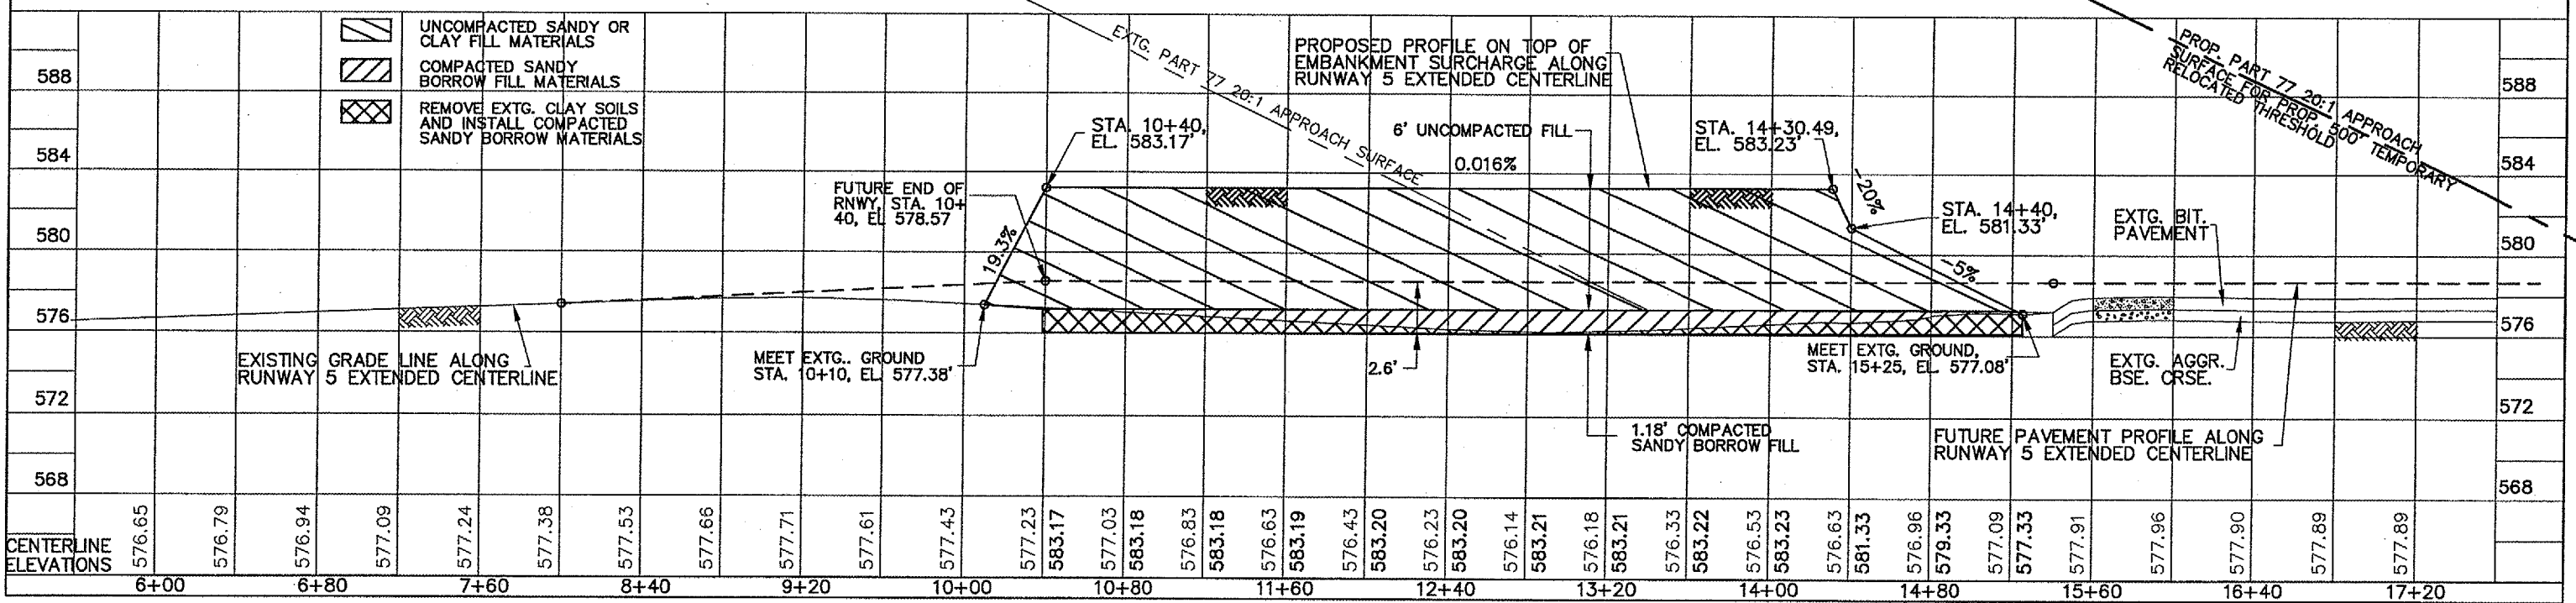 UNCOMPACTED SANDY OR
CLAY FILL MATERIALS
COMPACTED SANDY
BORROW FILL MATERIALS
REMOVE EXTG. CLAY SOILS
AND INSTALL COMPACTED
SANDY BORROW MATERIALS
EXTG. PART 77 20:1 APPROACH SURFACE
PROPOSED PROFILE ON TOP OF
EMBANKMENT SURCHARGE ALONG
RUNWAY 5 EXTENDED CENTERLINE
PROP. PART 77 20:1 APPROACH
SURFACE FOR PROP. 500' TEMPORARY
RELOCATED THRESHOLD
588
588
584
584
580
580
576
576
572
572
568
568
STA. 10+40,
EL. 583.17'
6' UNCOMPACTED FILL
0.016%
STA. 14+30.49,
EL. 583.23'
-20%
FUTURE END OF
RNWY, STA. 10+
40, EL 578.57
19.3%
STA. 14+40,
EL. 581.33'
-5%
EXTG. BIT.
PAVEMENT
EXISTING GRADE LINE ALONG
RUNWAY 5 EXTENDED CENTERLINE
MEET EXTG.. GROUND
STA. 10+10, EL. 577.38'
2.6'
1.18' COMPACTED
SANDY BORROW FILL
MEET EXTG. GROUND,
STA. 15+25, EL. 577.08'
EXTG. AGGR.
BSE. CRSE.
FUTURE PAVEMENT PROFILE ALONG
RUNWAY 5 EXTENDED CENTERLINE
CENTERLINE
ELEVATIONS
576.65
576.79
576.94
577.09
577.24
577.38
577.53
577.66
577.71
577.61
577.43
577.23
583.17
577.03
583.18
576.83
583.18
576.63
583.19
576.43
583.20
576.23
583.20
576.14
583.21
576.18
583.21
576.33
583.22
576.53
583.23
576.63
581.33
576.96
579.33
577.09
577.33
577.91
577.96
577.90
577.89
577.89
6+00
6+80
7+60
8+40
9+20
10+00
10+80
11+60
12+40
13+20
14+00
14+80
15+60
16+40
17+20